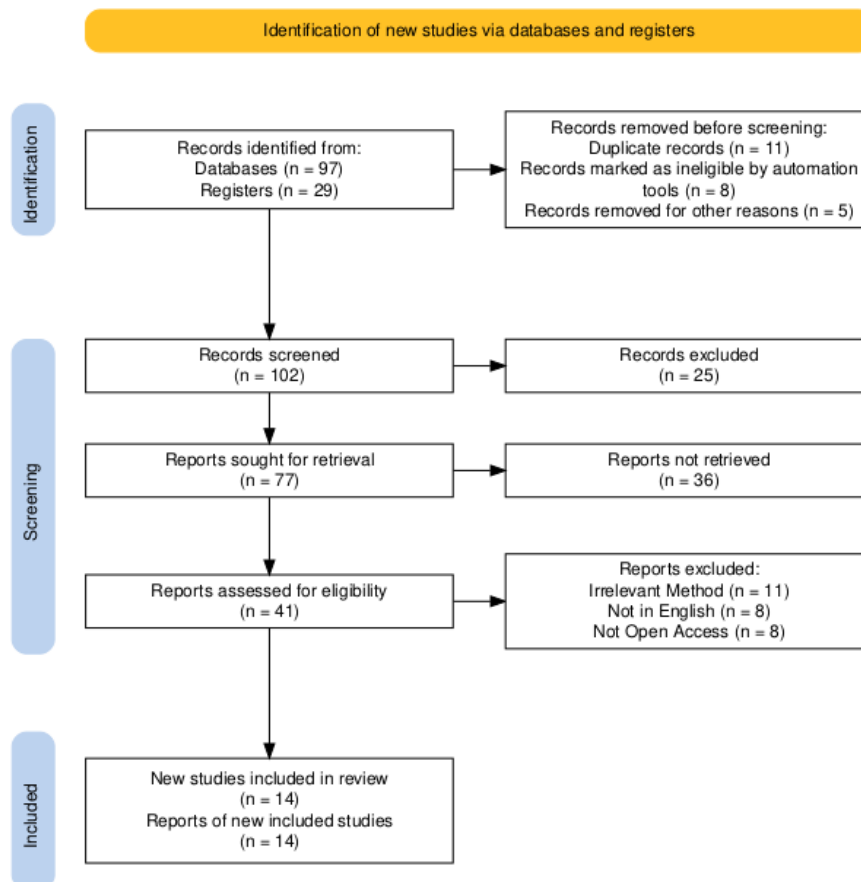 Identification of new studies via databases and registers
Identification
Records identified from:
Databases (n = 97)
Registers (n = 29)
Records removed before screening:
Duplicate records (n = 11)
Records marked as ineligible by automation
tools (n = 8)
Records removed for other reasons (n = 5)
Screening
Records screened
(n = 102)
Records excluded
(n = 25)
Reports sought for retrieval
(n = 77)
Reports not retrieved
(n = 36)
Reports assessed for eligibility
(n = 41)
Reports excluded:
Irrelevant Method (n = 11)
Not in English (n = 8)
Not Open Access (n = 8)
Included
New studies included in review
(n = 14)
Reports of new included studies
(n = 14)